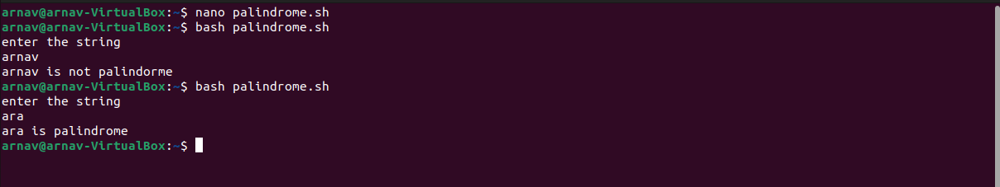 arnav@arnav-VirtualBox:~$ nano palindrome.sh
arnav@arnav-VirtualBox:~$ bash palindrome.sh
enter the string
arnav
arnav is not palindorme
arnav@arnav-VirtualBox:~$ bash palindrome.sh
enter the string
ara
ara is palindrome
arnav@arnav-VirtualBox:~$